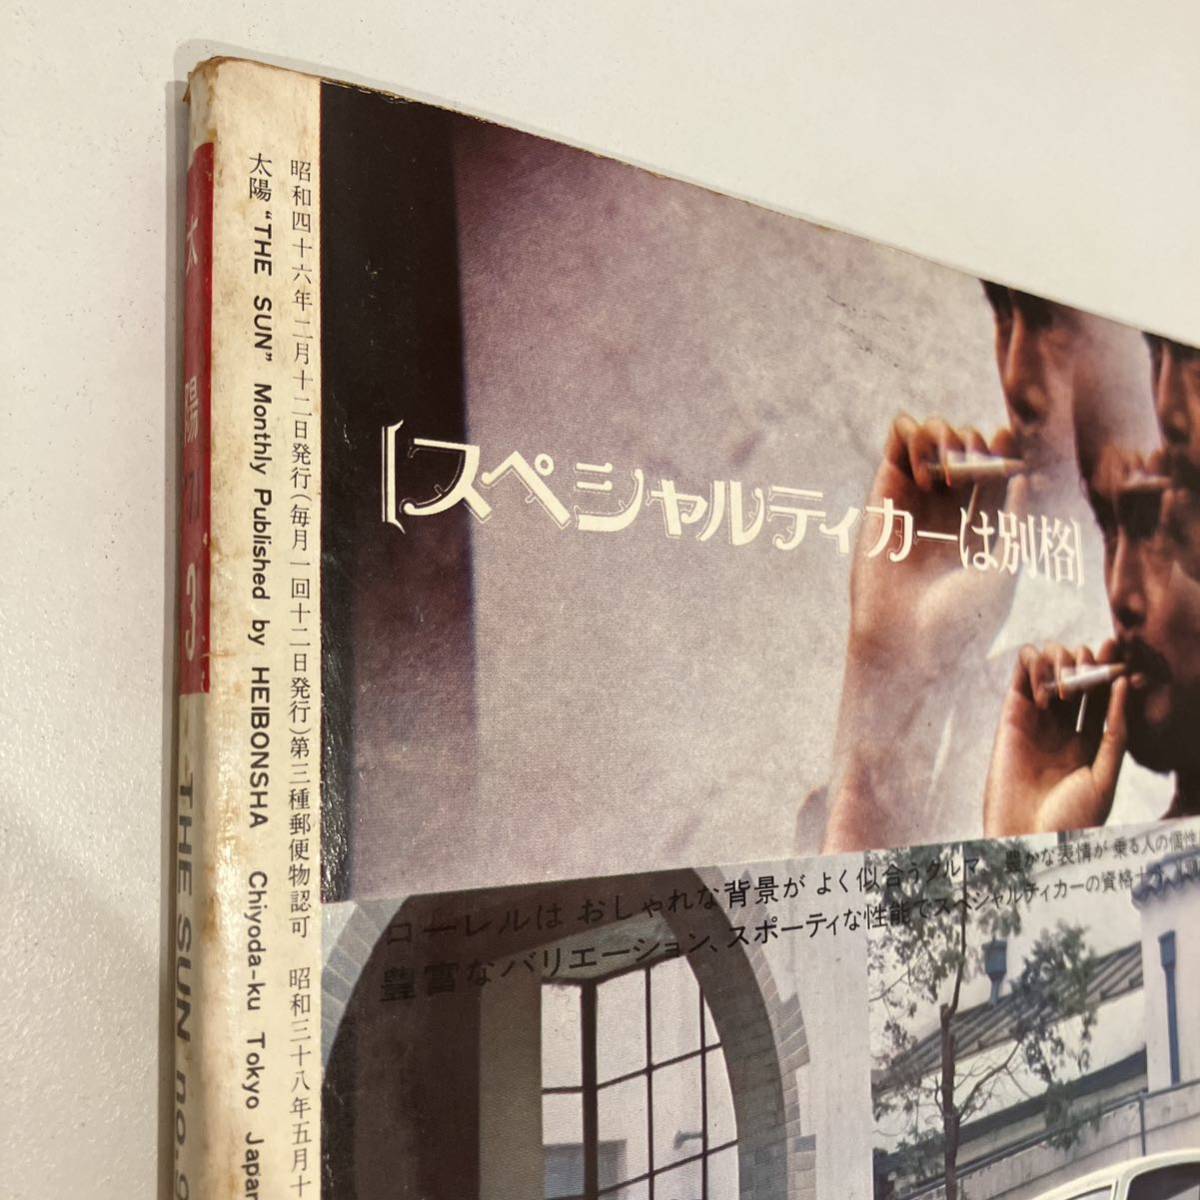 太陽 '71 3
THE SUN no.9
太陽 “THE SUN” Monthly Published by HEIBONSHA Chiyoda-ku Tokyo Japan
昭和四十六年二月十二日発行(毎月一回十二日発行)第三種郵便物認可 昭和三十八年五月十
[スペシャルティカーは別格]
コーレルは おしゃれな背景が よく似合うクルマ 豊かな表情が 乗る人の個性
豊富なバリエーション、スポーティな性能でスペシャルティカーの資格十